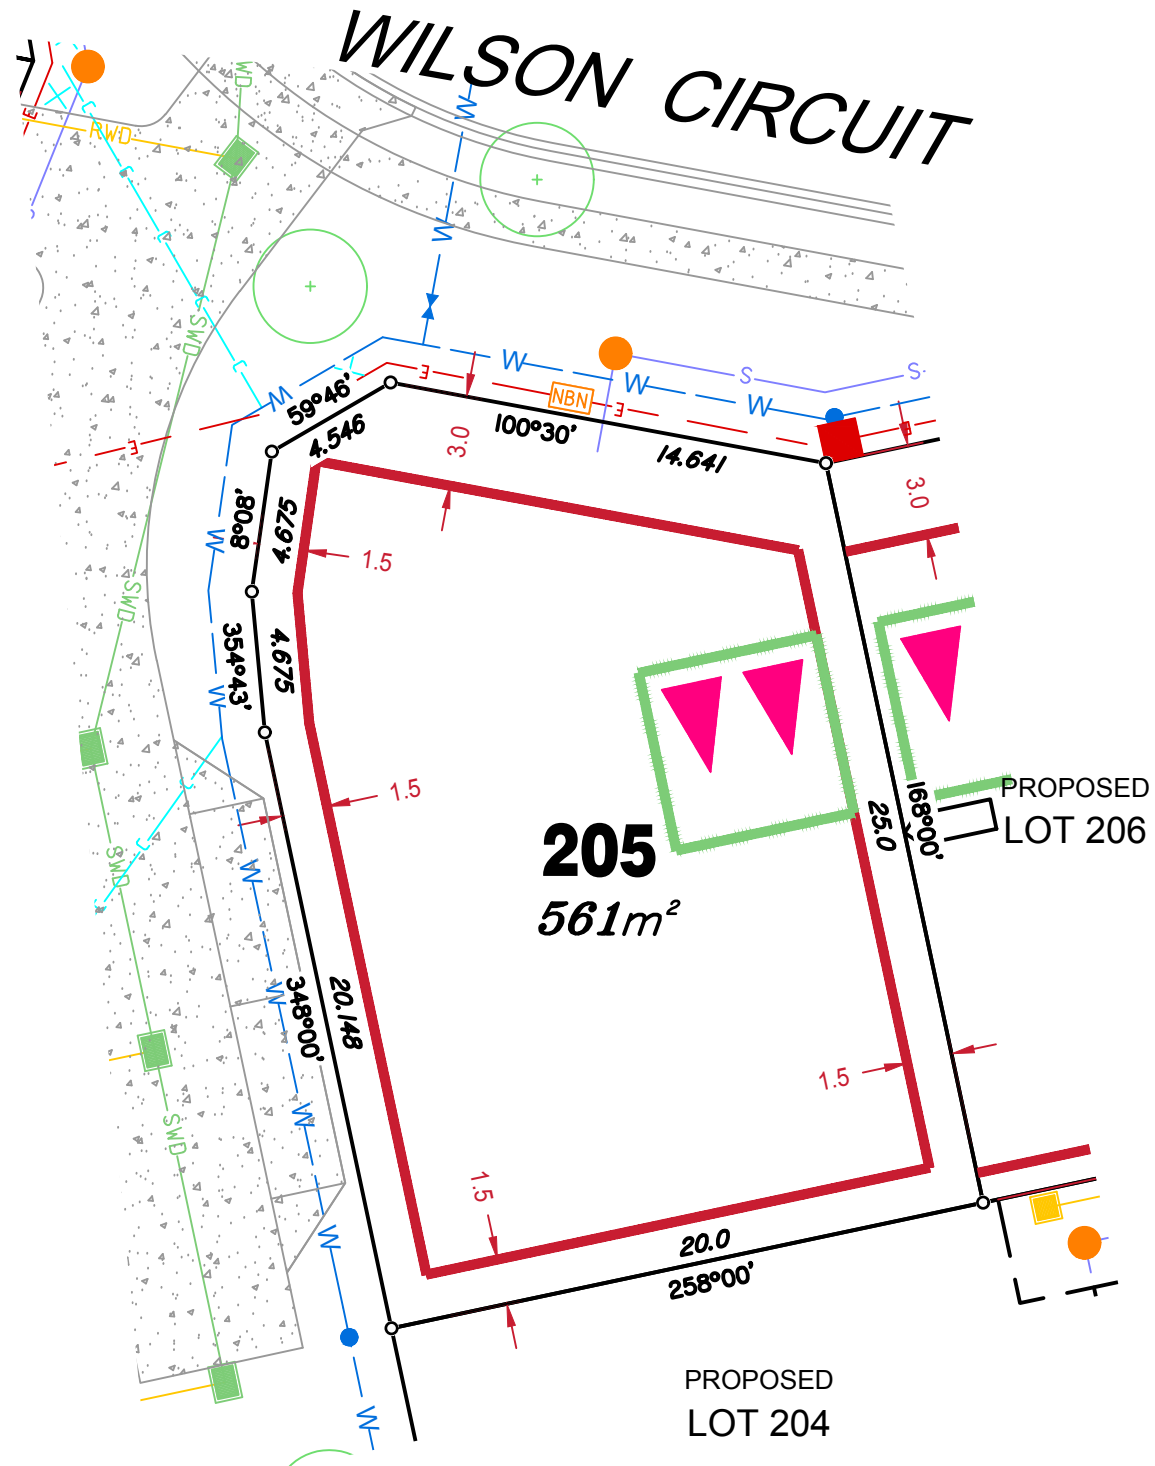 WILSON CIRCUIT
WD
W
E
RWD
L
L
W
S
L
SWD
L
W
E
W
NBN
E
W
W
S
S
E
59°46'
4.546
W
3.0
100°30'
14.641
E
3.0
8°08'
4.675
W
1.5
SWD
354°43'
4.675
W
L
1.5
25.0
168°00'
PROPOSED
LOT 206
205
561m²
L
SWD
W
W
348°00'
20.148
1.5
W
SWD
1.5
W
20.0
258°00'
PROPOSED
LOT 204
W